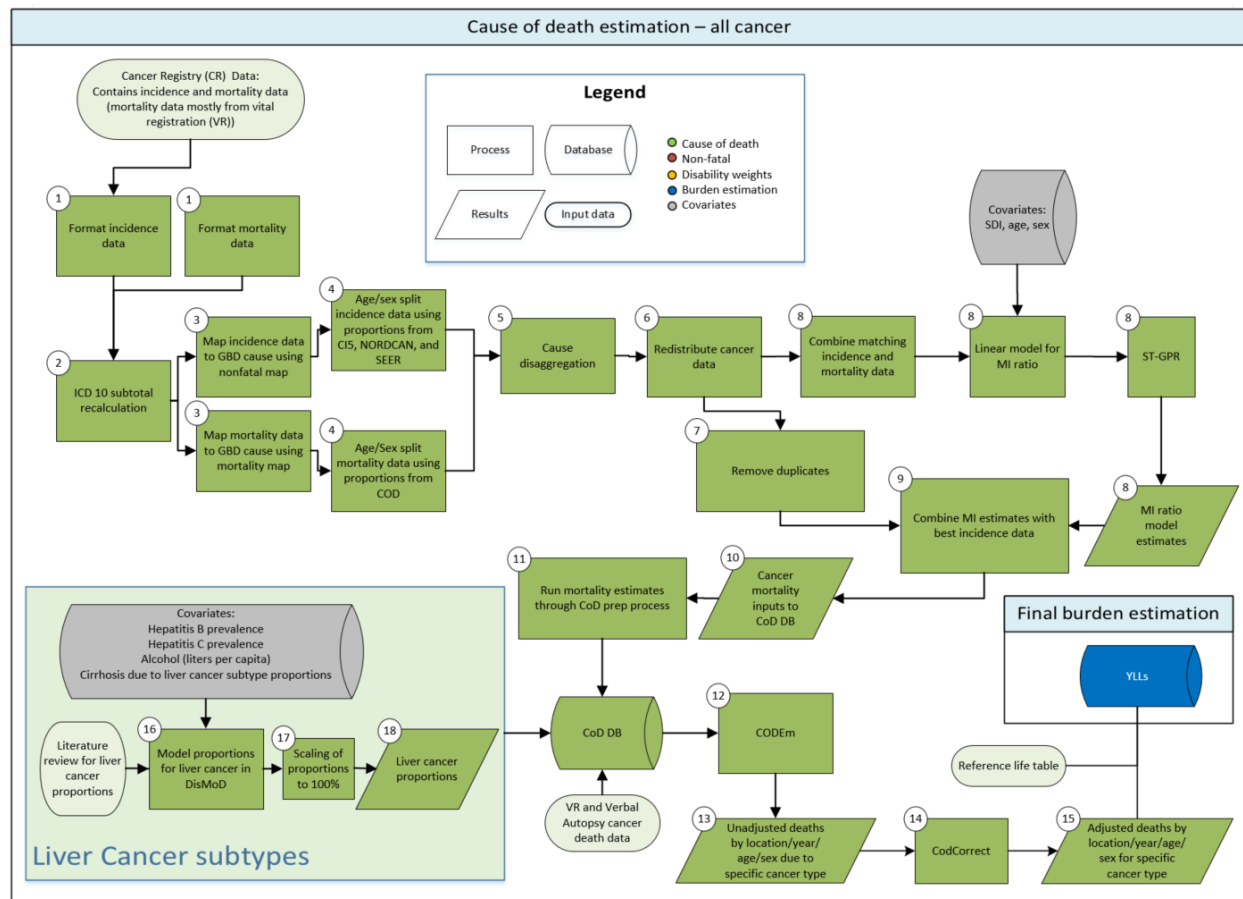 Cause of death estimation – all cancer
Cancer Registry (CR) Data:
Contains incidence and mortality data
(mortality data mostly from vital
registration (VR))
Legend
Process
Database
Results
Input data
Cause of death
Non-fatal
Disability weights
Burden estimation
Covariates
Covariates:
SDI, age, sex
1
Format incidence
data
1
Format mortality
data
2
ICD 10 subtotal
recalculation
3
Map incidence data
to GBD cause using
nonfatal map
3
Map mortality data
to GBD cause using
mortality map
4
Age/sex split
incidence data using
proportions from
CI5, NORDCAN, and
SEER
4
Age/Sex split
mortality data using
proportions from
COD
5
Cause
disaggregation
6
Redistribute cancer
data
8
Combine matching
incidence and
mortality data
8
Linear model for
MI ratio
8
ST-GPR
7
Remove duplicates
9
Combine MI estimates with
best incidence data
8
MI ratio
model
estimates
11
Run mortality estimates
through CoD prep process
10
Cancer
mortality
inputs to
CoD DB
Final burden estimation
YLLs
Covariates:
Hepatitis B prevalence
Hepatitis C prevalence
Alcohol (liters per capita)
Cirrhosis due to liver cancer subtype proportions
Literature
review for liver
cancer
proportions
16
Model proportions
for liver cancer in
DisMoD
17
Scaling of
proportions
to 100%
18
Liver cancer
proportions
Liver Cancer subtypes
CoD DB
12
CODEm
VR and Verbal
Autopsy cancer
death data
Reference life table
13
Unadjusted deaths
by location/year/
age/sex due to
specific cancer type
14
CodCorrect
15
Adjusted deaths by
location/year/age/
sex for specific
cancer type